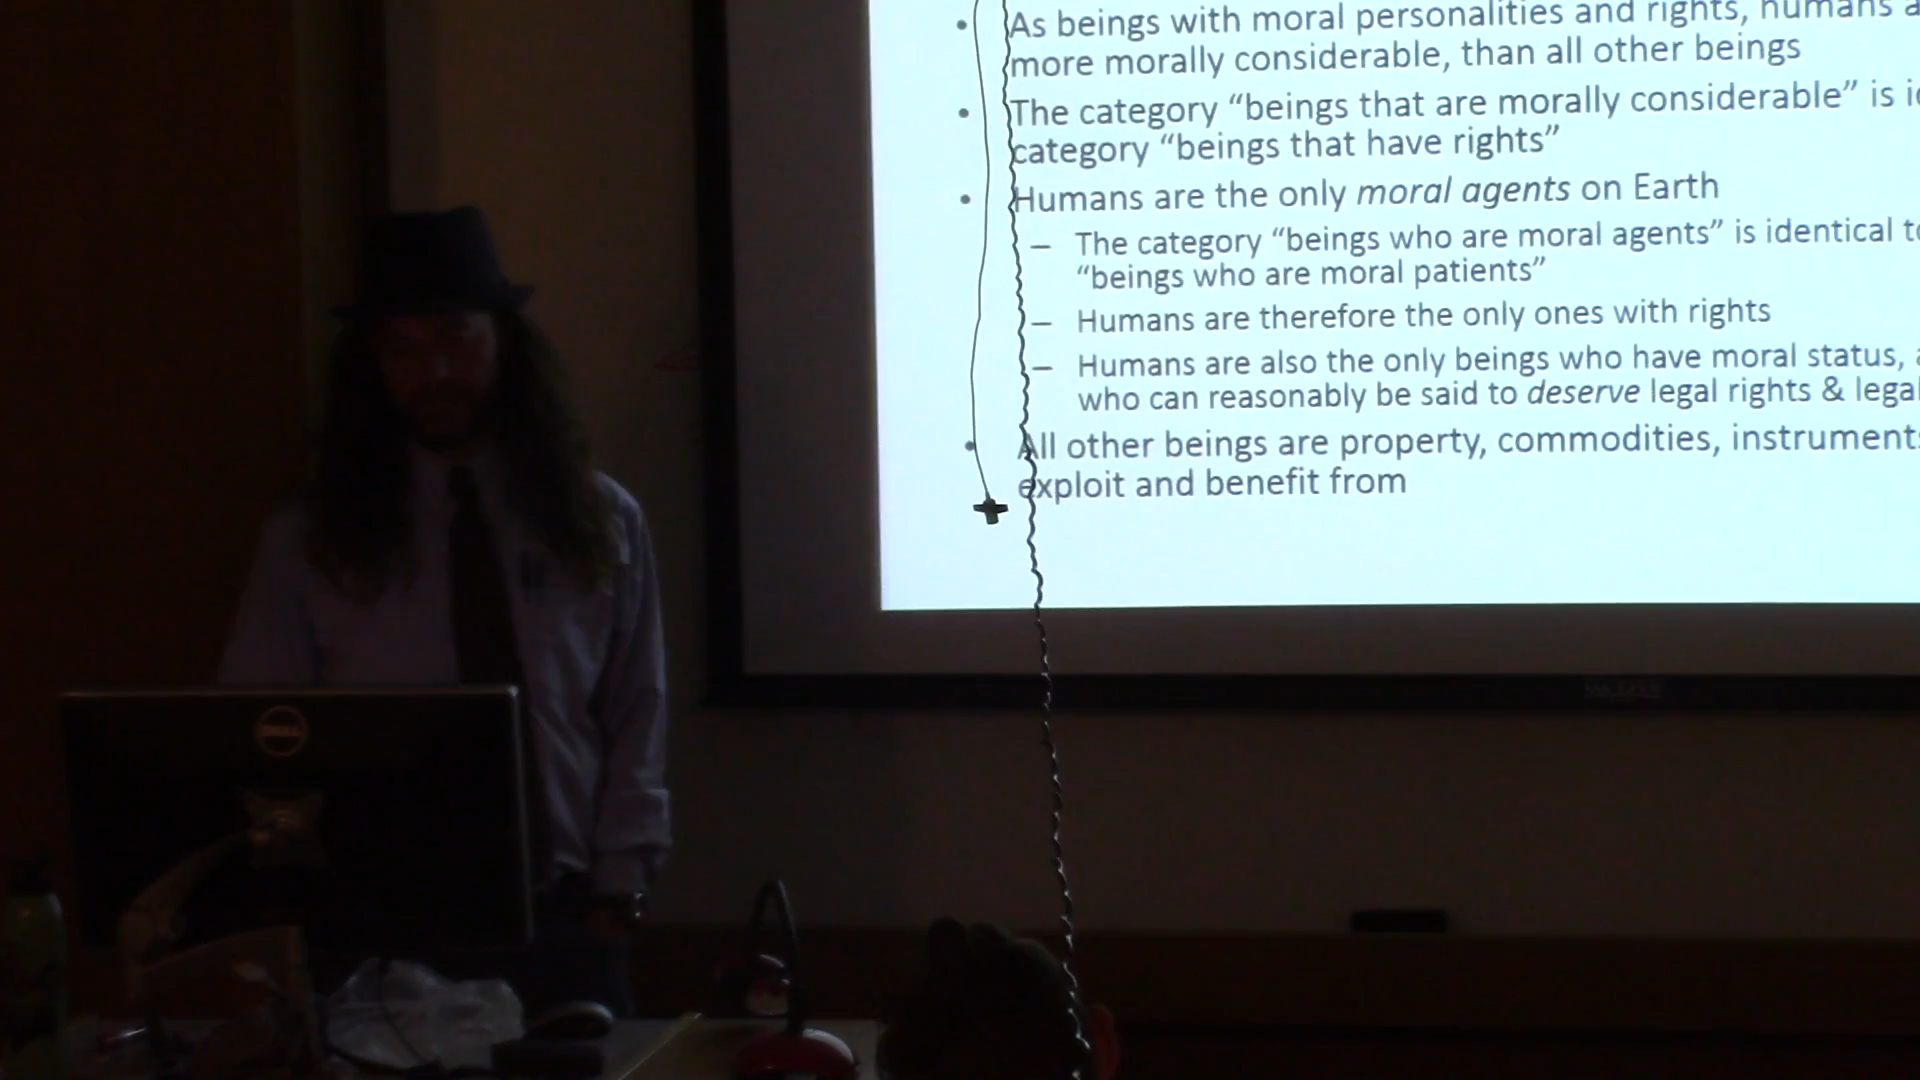 As beings with moral personalities and rights, humans
more morally considerable, than all other beings
The category “beings that are morally considerable” is
category “beings that have rights”
Humans are the only moral agents on Earth
– The category “beings who are moral agents” is identical
“beings who are moral patients”
– Humans are therefore the only ones with rights
– Humans are also the only beings who have moral status,
who can reasonably be said to deserve legal rights & legal
All other beings are property, commodities, instruments
exploit and benefit from
DELL